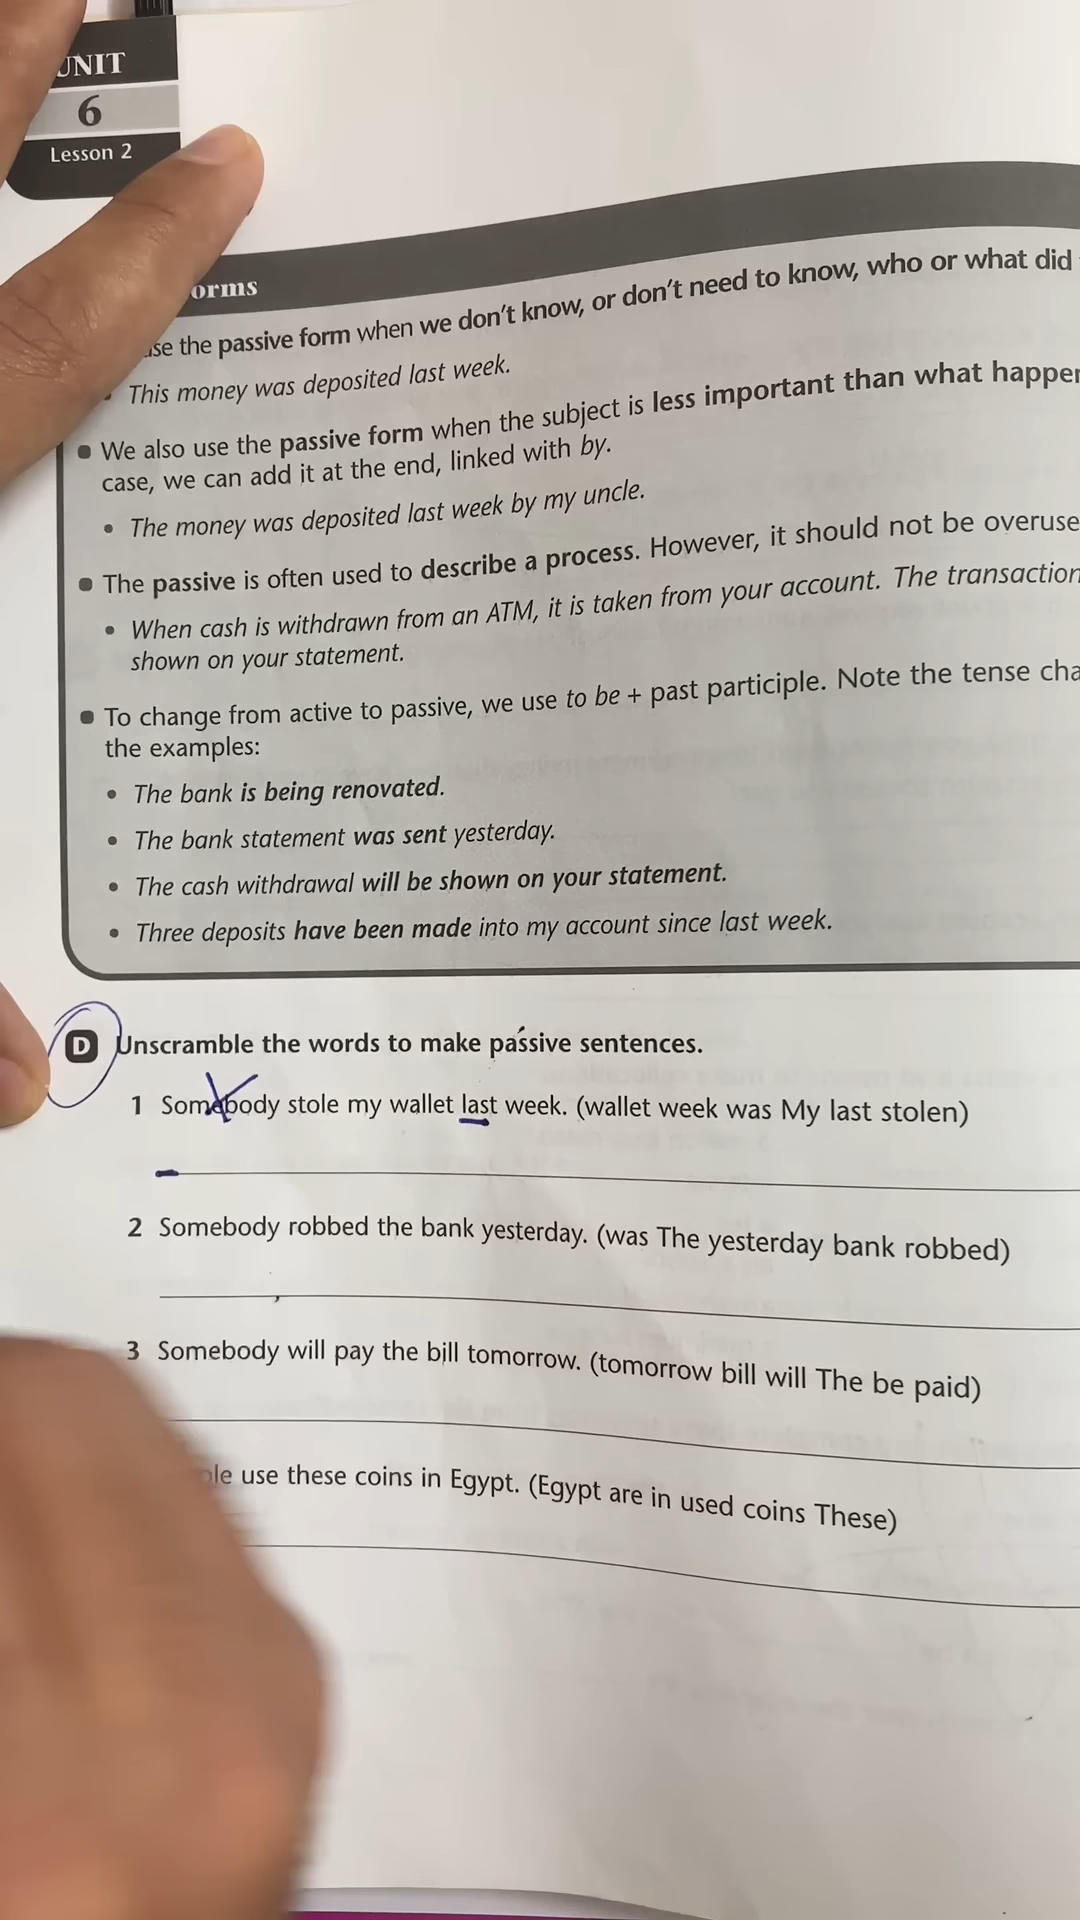 UNIT
6
Lesson 2
the passive form when we don't know, or don't need to know, who or what did
This money was deposited last week.
We also use the passive form when the subject is less important than what
case, we can add it at the end, linked with by.
The money was deposited last week by my uncle.
The passive is often used to describe a process. However, it should not be
When cash is withdrawn from an ATM, it is taken from your account. The transaction
shown on your statement.
To change from active to passive, we use to be + past participle. Note the tense
the examples:
The bank is being renovated.
The bank statement was sent yesterday.
The cash withdrawal will be shown on your statement.
Three deposits have been made into my account since last week.
D Unscramble the words to make passive sentences.
1 Somebody stole my wallet last week. (wallet week was My last stolen)
2 Somebody robbed the bank yesterday. (was The yesterday bank robbed)
3 Somebody will pay the bill tomorrow. (tomorrow bill will The be paid)
use these coins in Egypt. (Egypt are in used coins These)